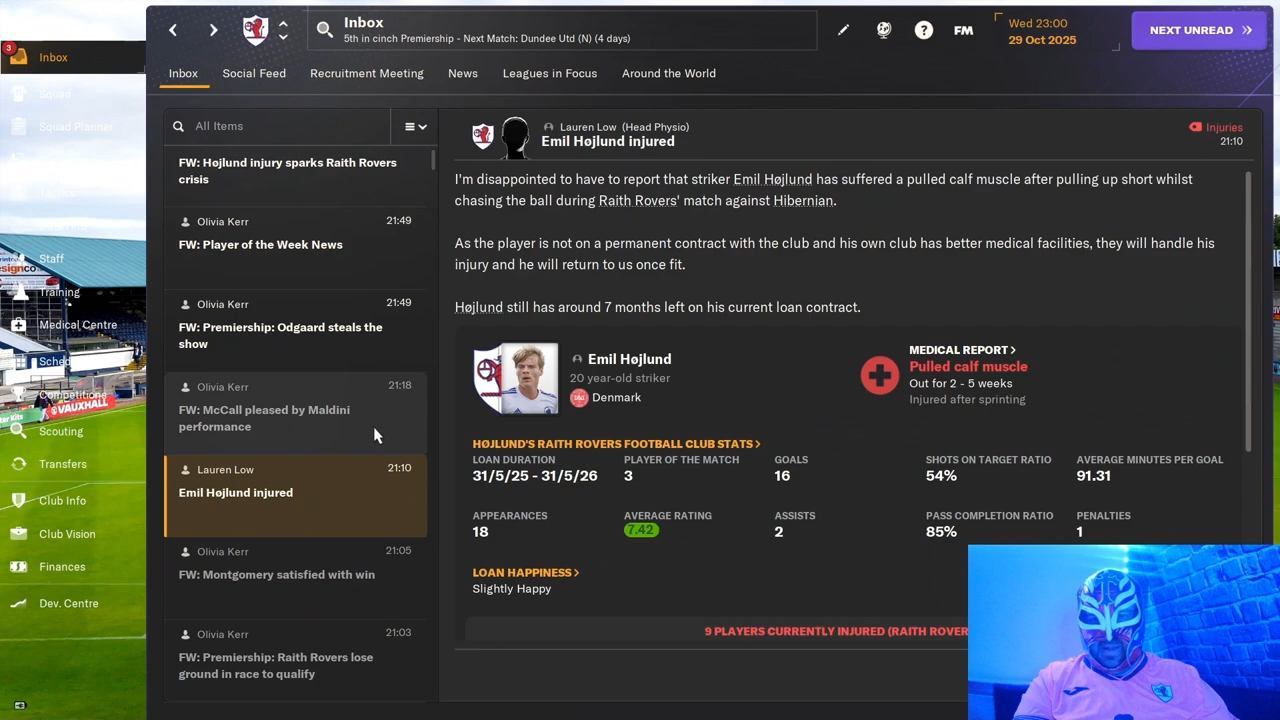 Inbox
5th in cinch Premiership - Next Match: Dundee Utd (N) (4 days)
FM
Wed 23:00
29 Oct 2025
NEXT UNREAD
3
Inbox
Inbox
Social Feed
Recruitment Meeting
News
Leagues in Focus
Around the World
Squad
Squad Planner
Staff
Training
Medical Centre
Sched
Competitions
VAUXHALL
Scouting
Transfers
Club Info
Club Vision
Finances
Dev. Centre
All Items
FW: Højlund injury sparks Raith Rovers
crisis
Olivia Kerr
21:49
FW: Player of the Week News
Olivia Kerr
21:49
FW: Premiership: Odgaard steals the
show
Olivia Kerr
21:18
FW: McCall pleased by Maldini
performance
Lauren Low
21:10
Emil Højlund injured
Olivia Kerr
21:05
FW: Montgomery satisfied with win
Olivia Kerr
21:03
FW: Premiership: Raith Rovers lose
ground in race to qualify
Lauren Low (Head Physio)
Emil Højlund injured
Injuries
21:10
I'm disappointed to have to report that striker Emil Højlund has suffered a pulled calf muscle after pulling up short whilst
chasing the ball during Raith Rovers' match against Hibernian.
As the player is not on a permanent contract with the club and his own club has better medical facilities, they will handle his
injury and he will return to us once fit.
Højlund still has around 7 months left on his current loan contract.
Emil Højlund
20 year-old striker
Denmark
MEDICAL REPORT >
Pulled calf muscle
Out for 2 - 5 weeks
Injured after sprinting
HØJLUND'S RAITH ROVERS FOOTBALL CLUB STATS >
LOAN DURATION
31/5/25 - 31/5/26
PLAYER OF THE MATCH
3
GOALS
16
SHOTS ON TARGET RATIO
54%
AVERAGE MINUTES PER GOAL
91.31
APPEARANCES
18
AVERAGE RATING
7.42
ASSISTS
2
PASS COMPLETION RATIO
85%
PENALTIES
1
LOAN HAPPINESS >
Slightly Happy
9 PLAYERS CURRENTLY INJURED (RAITH ROVER